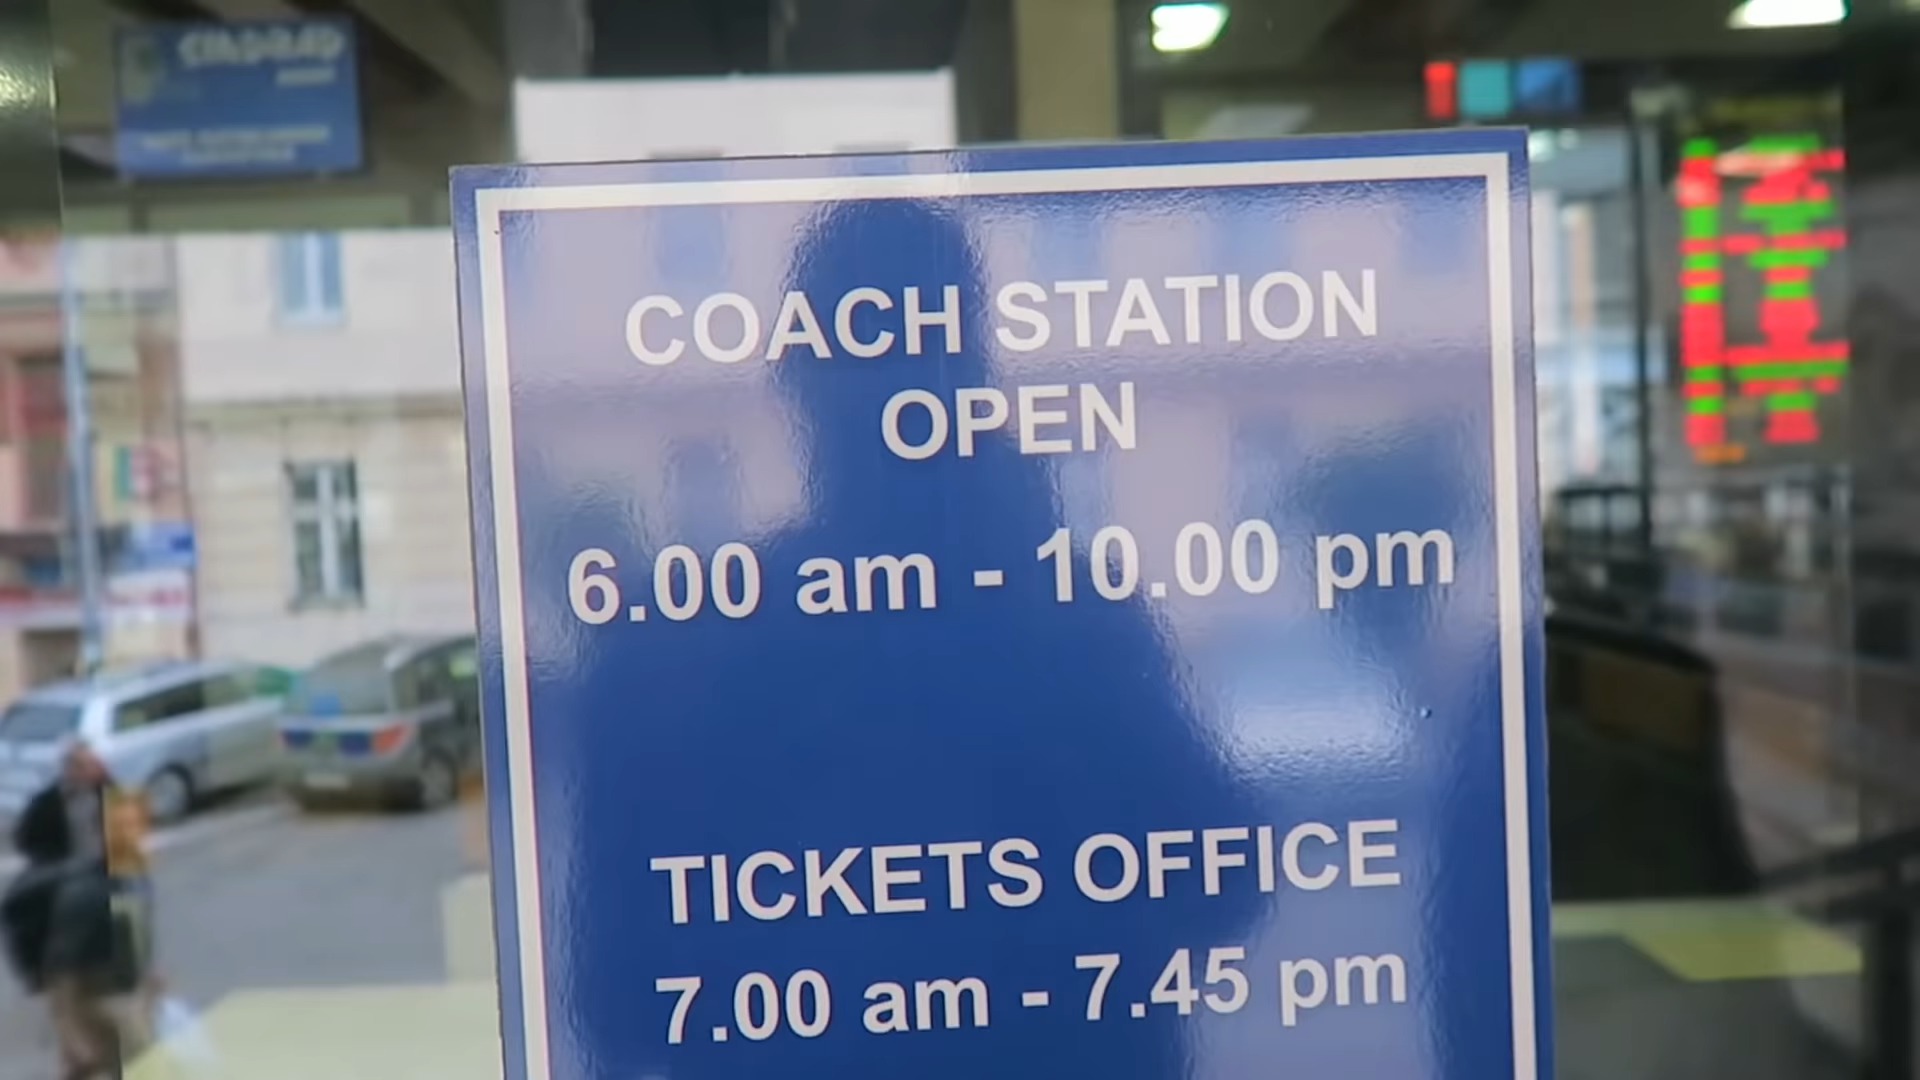 COACH STATION
OPEN
6.00 am - 10.00 pm
TICKETS OFFICE
7.00 am - 7.45 pm